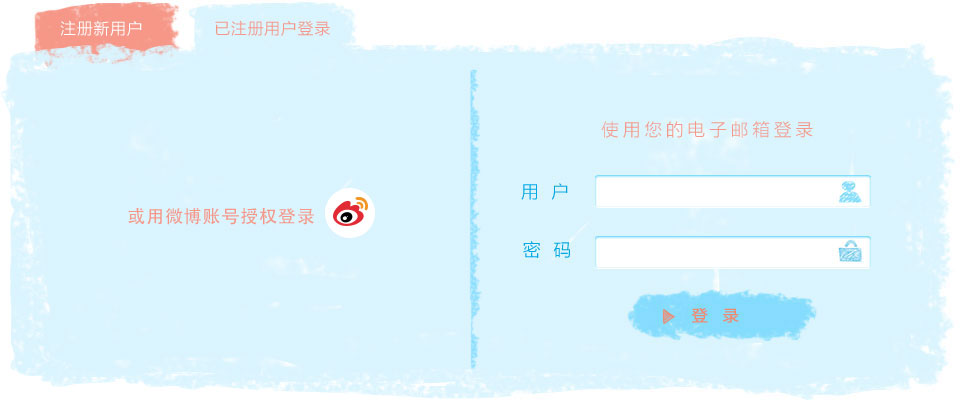 注册新用户
已注册用户登录
或用微博账号授权登录
使用您的电子邮箱登录
用户
密码
登录